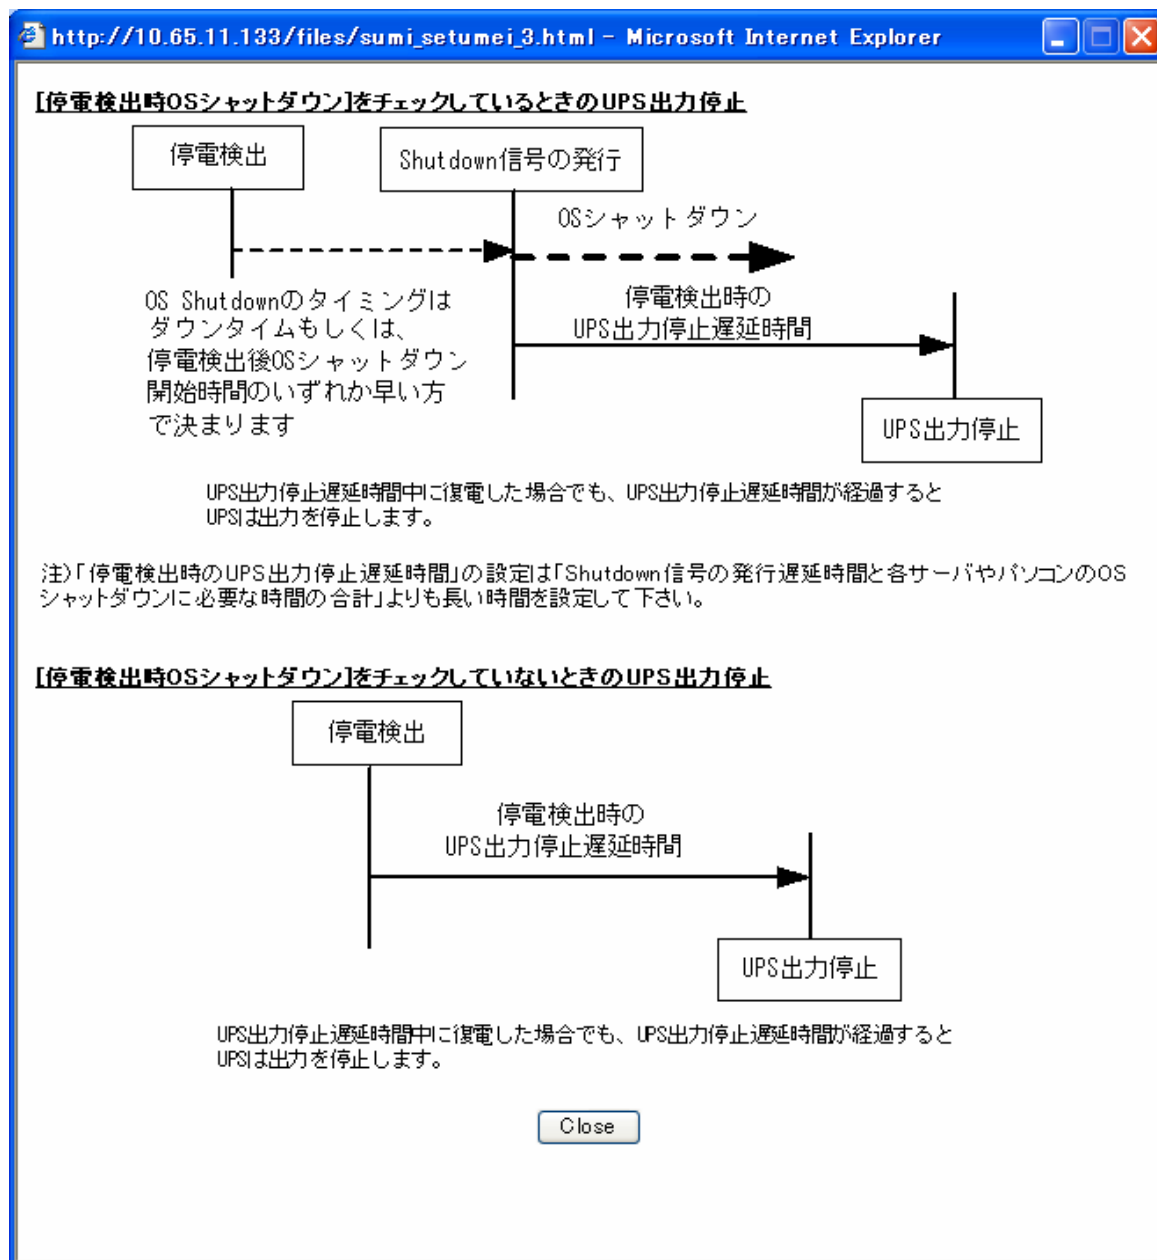 http://10.65.11.133/files/sumi_setumei_3.html - Microsoft Internet Explorer
[停電検出時OSシャットダウン]をチェックしているときのUPS出力停止
停電検出
Shutdown信号の発行
OSシャットダウン
OS Shutdownのタイミングは
ダウンタイムもしくは、
停電検出後OSシャットダウン
開始時間のいずれか早い方
で決まります
停電検出時の
UPS出力停止遅延時間
UPS出力停止
UPS出力停止遅延時間中に復電した場合でも、UPS出力停止遅延時間が経過すると
UPSは出力を停止します。
注)「停電検出時のUPS出力停止遅延時間」の設定は「Shutdown信号の発行遅延時間と各サーバやパソコンのOS
シャットダウンに必要な時間の合計」よりも長い時間を設定して下さい。
[停電検出時OSシャットダウン]をチェックしていないときのUPS出力停止
停電検出
停電検出時の
UPS出力停止遅延時間
UPS出力停止
UPS出力停止遅延時間中に復電した場合でも、UPS出力停止遅延時間が経過すると
UPSは出力を停止します。
Close